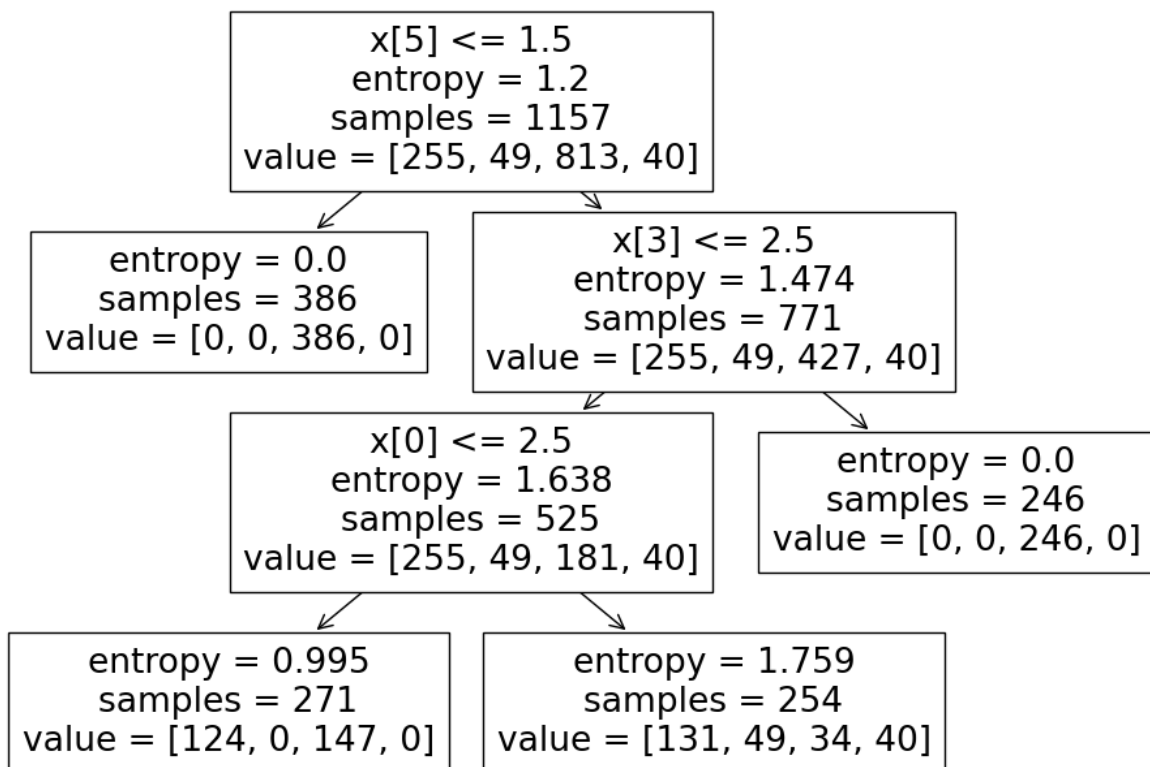 x[5] <= 1.5
entropy = 1.2
samples = 1157
value = [255, 49, 813, 40]
entropy = 0.0
samples = 386
value = [0, 0, 386, 0]
x[3] <= 2.5
entropy = 1.474
samples = 771
value = [255, 49, 427, 40]
x[0] <= 2.5
entropy = 1.638
samples = 525
value = [255, 49, 181, 40]
entropy = 0.0
samples = 246
value = [0, 0, 246, 0]
entropy = 0.995
samples = 271
value = [124, 0, 147, 0]
entropy = 1.759
samples = 254
value = [131, 49, 34, 40]